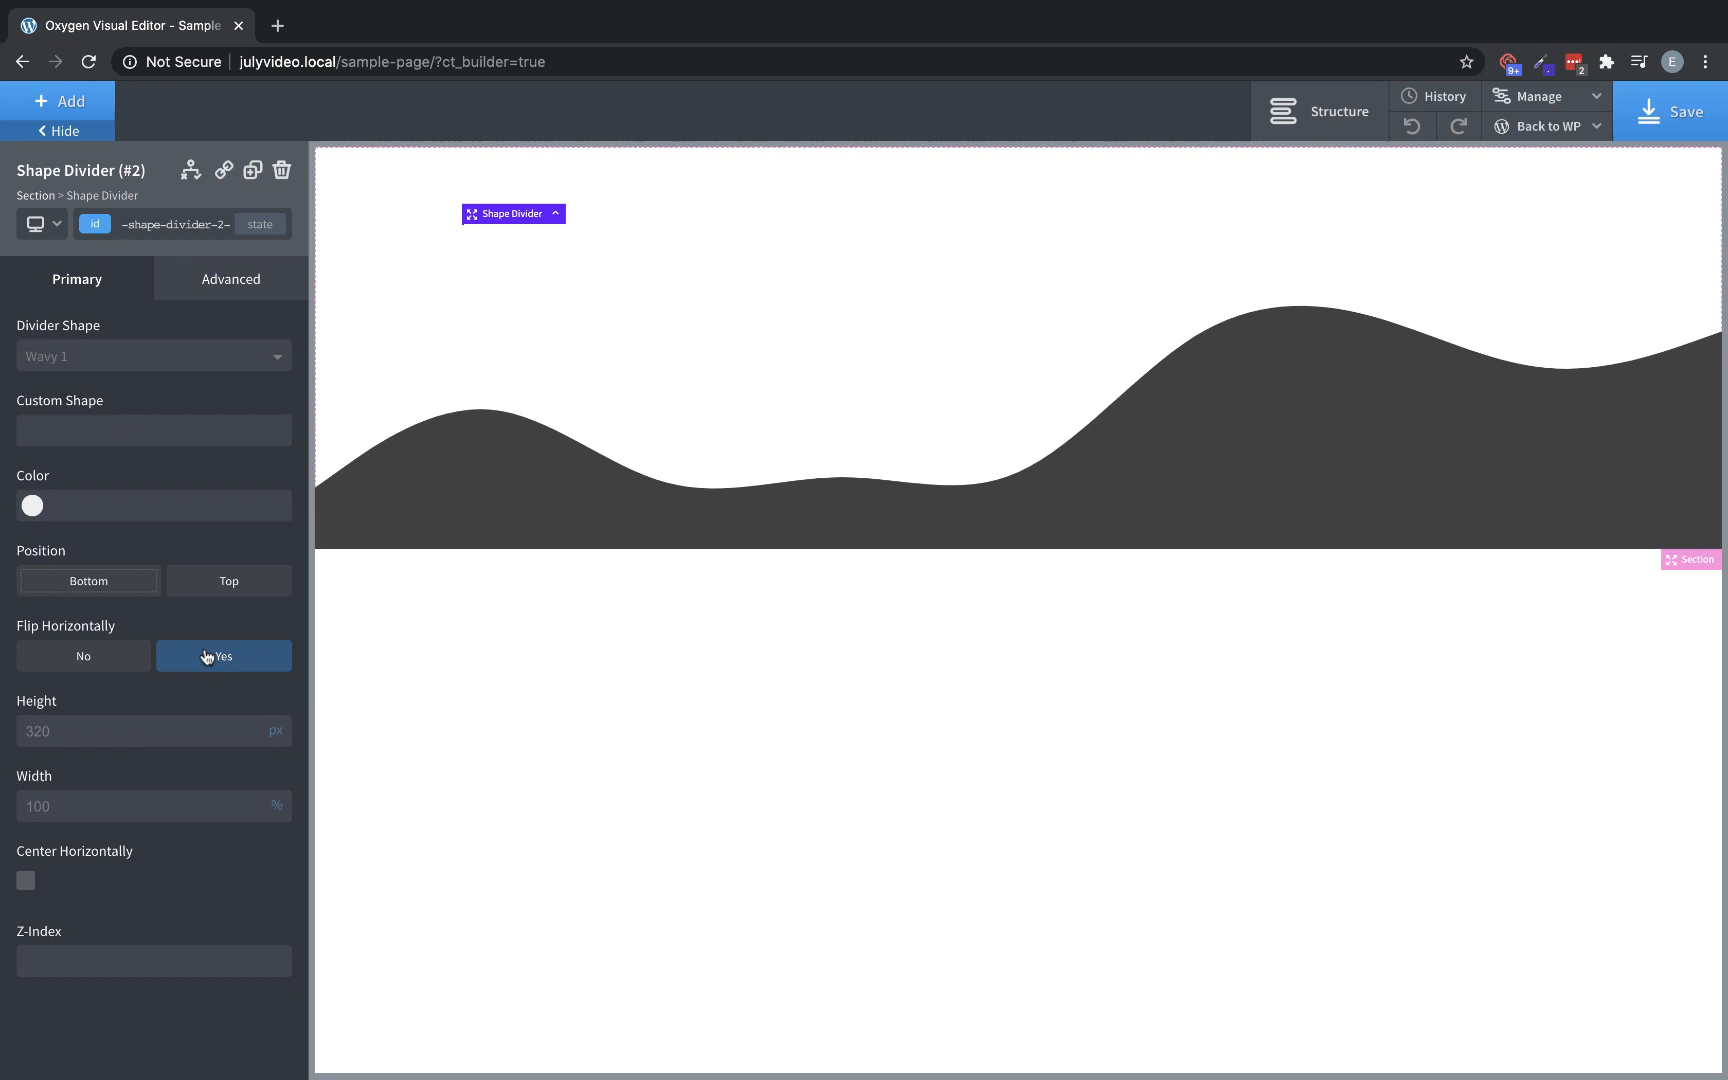 Oxygen Visual Editor - Sample
Not Secure
julyvideo.local/sample-page/?ct_builder=true
9+
2
E
+ Add
Hide
Structure
History
Manage
Back to WP
Save
Shape Divider (#2)
Section > Shape Divider
id
-shape-divider-2-
state
Primary
Advanced
Shape Divider
Divider Shape
Wavy 1
Custom Shape
Color
Position
Bottom
Top
Section
Flip Horizontally
No
Yes
Height
320
px
Width
100
%
Center Horizontally
Z-Index